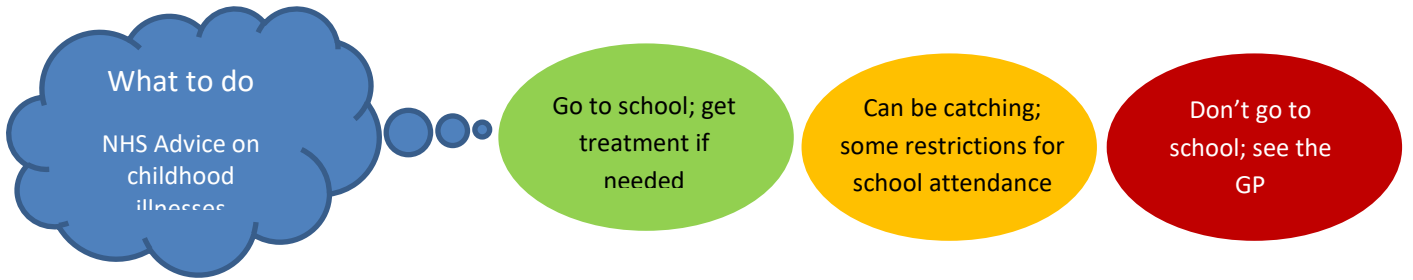 What to do
NHS Advice on
childhood
illnesses
Go to school; get
treatment if
needed
Can be catching;
some restrictions for
school attendance
Don’t go to
school; see the
GP